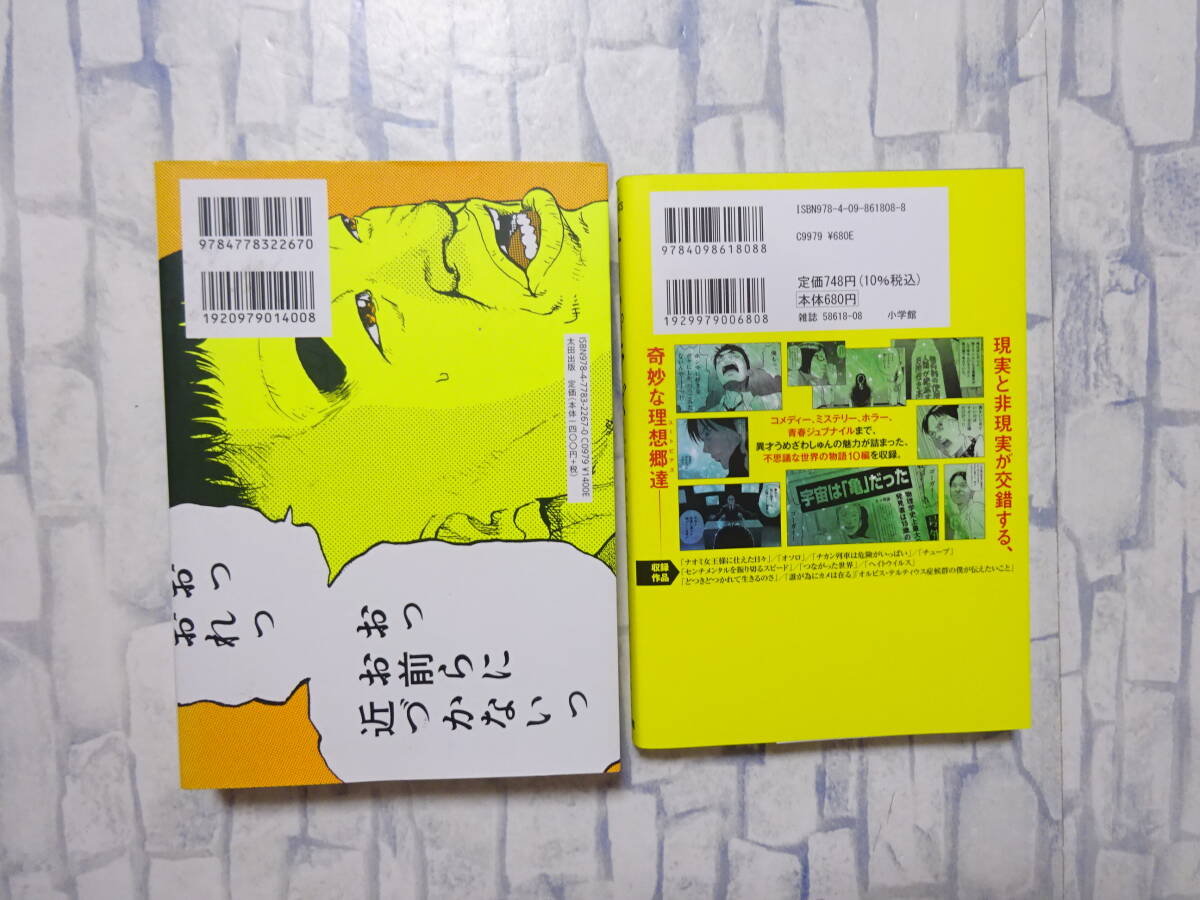 9784778322670
1920979014008
ISBN978-4-7783-2267-0 C0979 ¥1400E
太田出版 定価「本体1四〇〇円+税」
おっ
おれっ
おっ
お前らに
近づかないっ
ISBN978-4-09-861808-8
9784098618088
C9979 ¥680E
1929979006808
定価748円(10%税込)
本体680円
雑誌 58618-08 小学館
現実と非現実が交錯する、
奇妙な理想郷達
コメディー、ミステリー、ホラー、
青春ジュブナイルまで、
異才うめざわしゅんの魅力が詰まった、
不思議な世界の物語10編を収録。
宇宙は「亀」だった
収録
作品
「ナオミ女王様に仕えた日々」/「オソロ」/「チカン列車は危険がいっぱい」/「チューブ」
「センチメンタルを振り切るスピード」/「つながった世界」/「ヘイトウイルス」
「どつきどつかれて生きるのさ」/「誰が為にカメは在る」「オルビス・テルティウス症候群の僕が伝えたいこと」